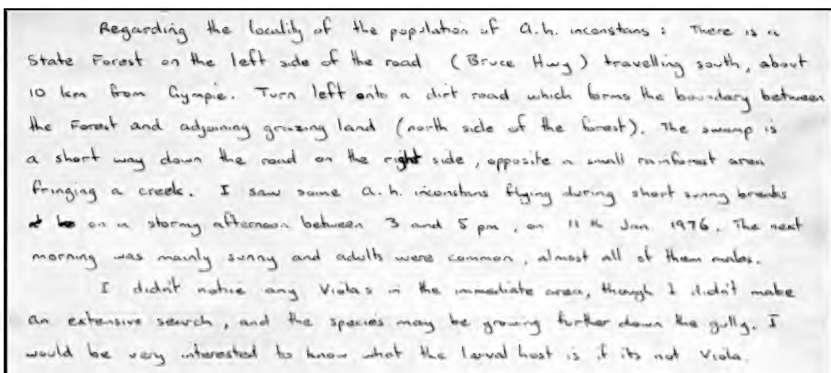 Regarding the locality of the population of a.h. inconstans : There is a
State Forest on the left side of the road (Bruce Hwy) travelling south, about
10 km from Gympie. Turn left onto a dirt road which forms the boundary between
the Forest and adjoining grazing land (north side of the forest). The swamp is
a short way down the road on the right side, opposite a small rainforest area
fringing a creek. I saw some a.h. inconstans flying during short sunny breaks
on a stormy afternoon between 3 and 5 pm, on 11 th Jan. 1976. The next
morning was mainly sunny and adults were common, almost all of them males.
I didn't notice any Violas in the immediate area, though I didn't make
an extensive search, and the species may be growing further down the gully. I
would be very interested to know what the larval host is if its not Viola.